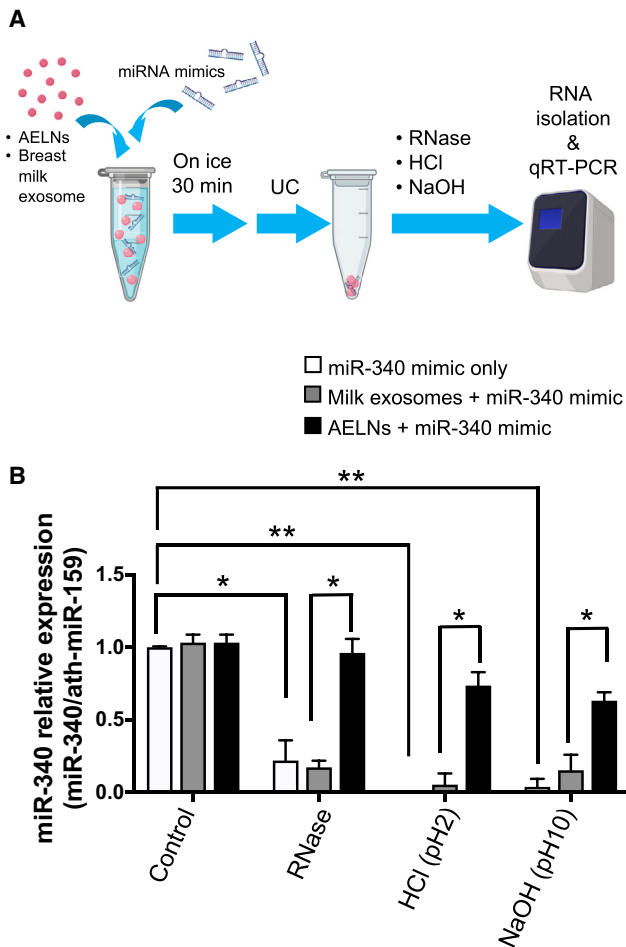 A
miRNA mimics
• AELNs
• Breast
milk
exosome
On ice
30 min
UC
• RNase
• HCl
• NaOH
RNA
isolation
&
qRT-PCR
miR-340 mimic only
Milk exosomes + miR-340 mimic
AELNs + miR-340 mimic
B
miR-340 relative expression
(miR-340/ath-miR-159)
**
**
*
*
*
*
1.5
1.0
0.5
0.0
Control
RNase
HCl (pH2)
NaOH (pH10)